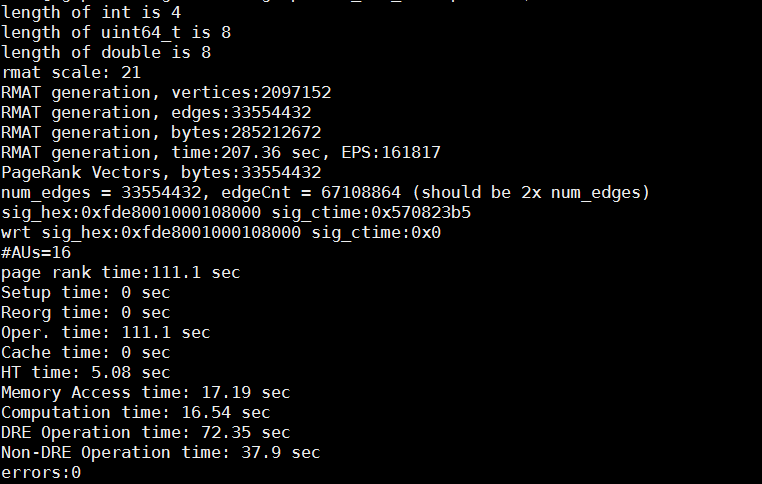 length of int is 4
length of uint64_t is 8
length of double is 8
rmat scale: 21
RMAT generation, vertices:2097152
RMAT generation, edges:33554432
RMAT generation, bytes:285212672
RMAT generation, time:207.36 sec, EPS:161817
PageRank Vectors, bytes:33554432
num_edges = 33554432, edgeCnt = 67108864 (should be 2x num_edges)
sig_hex:0xfde8001000108000 sig_ctime:0x570823b5
wrt sig_hex:0xfde8001000108000 sig_ctime:0x0
#AUs=16
page rank time:111.1 sec
Setup time: 0 sec
Reorg time: 0 sec
Oper. time: 111.1 sec
Cache time: 0 sec
HT time: 5.08 sec
Memory Access time: 17.19 sec
Computation time: 16.54 sec
DRE Operation time: 72.35 sec
Non-DRE Operation time: 37.9 sec
errors:0